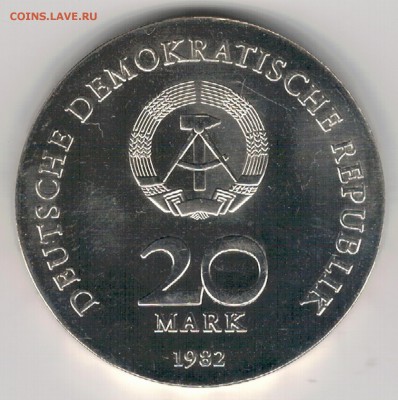 COINS.LAVE.RU
DEUTSCHE DEMOKRATISCHE REPUBLIK
20
MARK
1982